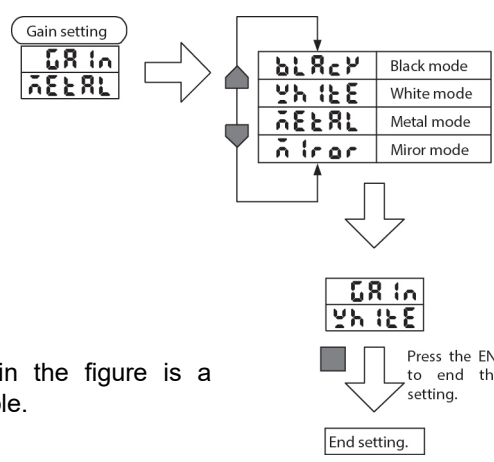 Gain setting
GAIn
METAL
bLAcK
Black mode
WhItE
White mode
METAL
Metal mode
MIror
Miror mode
GAIn
WhItE
in the figure is a
Press the EN
to end th
setting.
End setting.